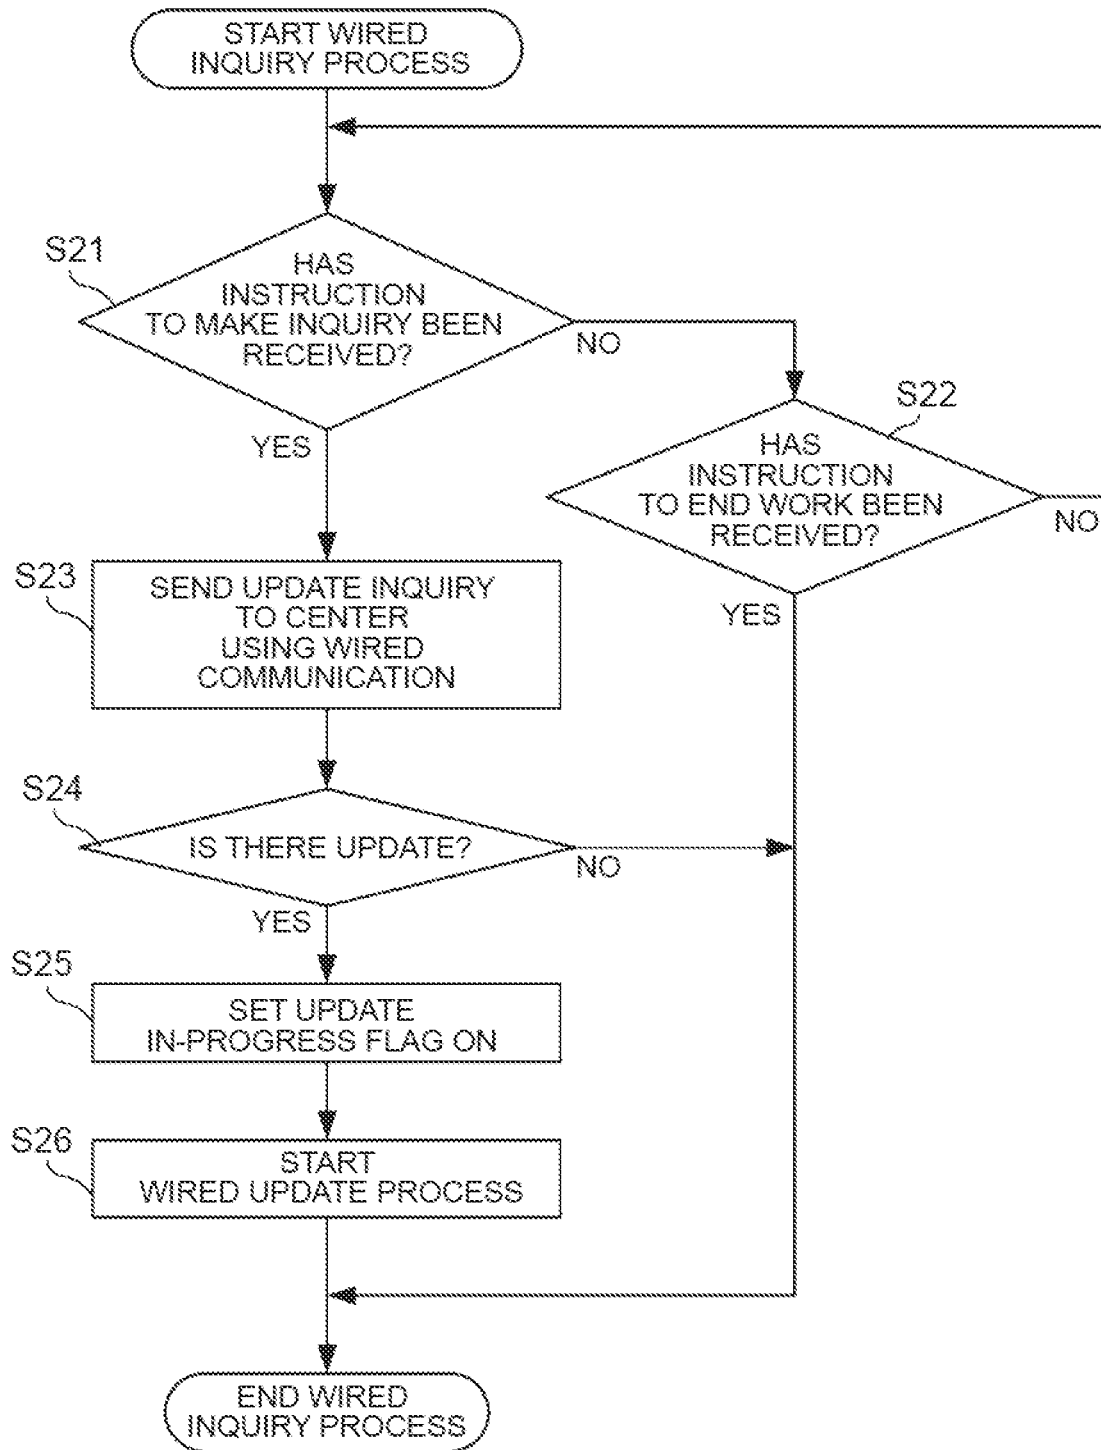 START WIRED
INQUIRY PROCESS
S21
HAS
INSTRUCTION
TO MAKE INQUIRY BEEN
RECEIVED?
NO
YES
S22
HAS
INSTRUCTION
TO END WORK BEEN
RECEIVED?
NO
YES
S23
SEND UPDATE INQUIRY
TO CENTER
USING WIRED
COMMUNICATION
S24
IS THERE UPDATE?
NO
YES
S25
SET UPDATE
IN-PROGRESS FLAG ON
S26
START
WIRED UPDATE PROCESS
END WIRED
INQUIRY PROCESS